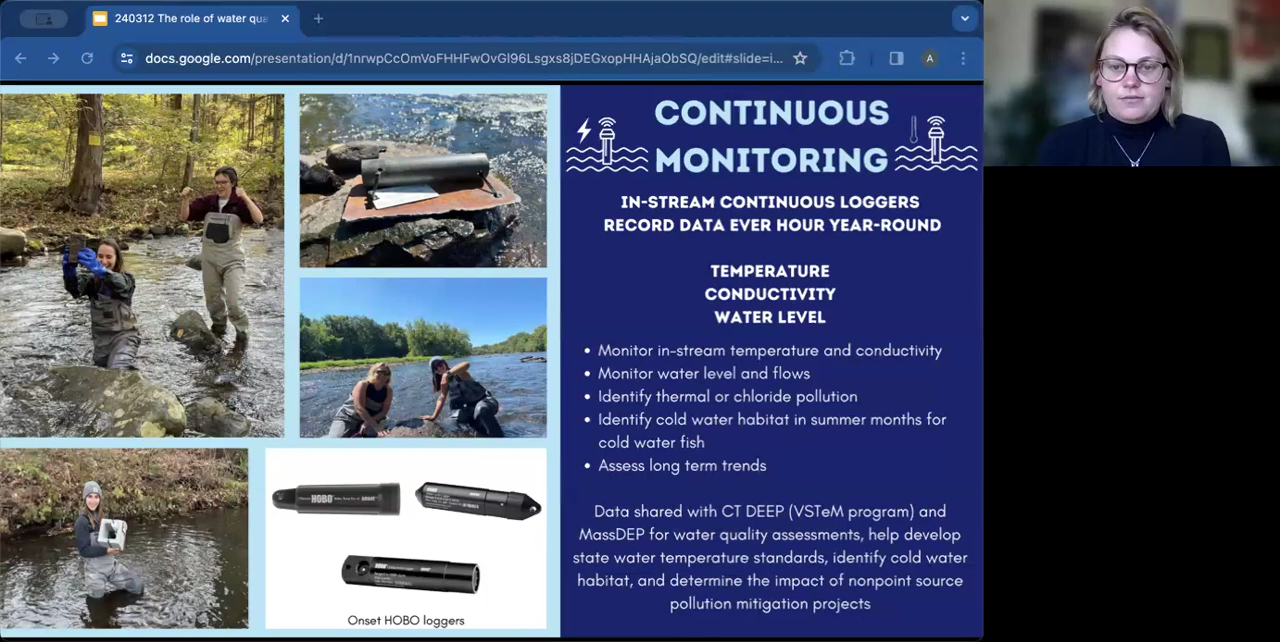 240312 The role of water qua
docs.google.com/presentation/d/1nrwpCcOmVoFHHFwOvGl96Lsgxs8jDEGxopHHAjaObSQ/edit#slide=i...
A
CONTINUOUS
MONITORING
IN-STREAM CONTINUOUS LOGGERS
RECORD DATA EVER HOUR YEAR-ROUND
TEMPERATURE
CONDUCTIVITY
WATER LEVEL
• Monitor in-stream temperature and conductivity
• Monitor water level and flows
• Identify thermal or chloride pollution
• Identify cold water habitat in summer months for
cold water fish
• Assess long term trends
Data shared with CT DEEP (VSTeM program) and
MassDEP for water quality assessments, help develop
state water temperature standards, identify cold water
habitat, and determine the impact of nonpoint source
pollution mitigation projects
HOBO
Onset HOBO loggers